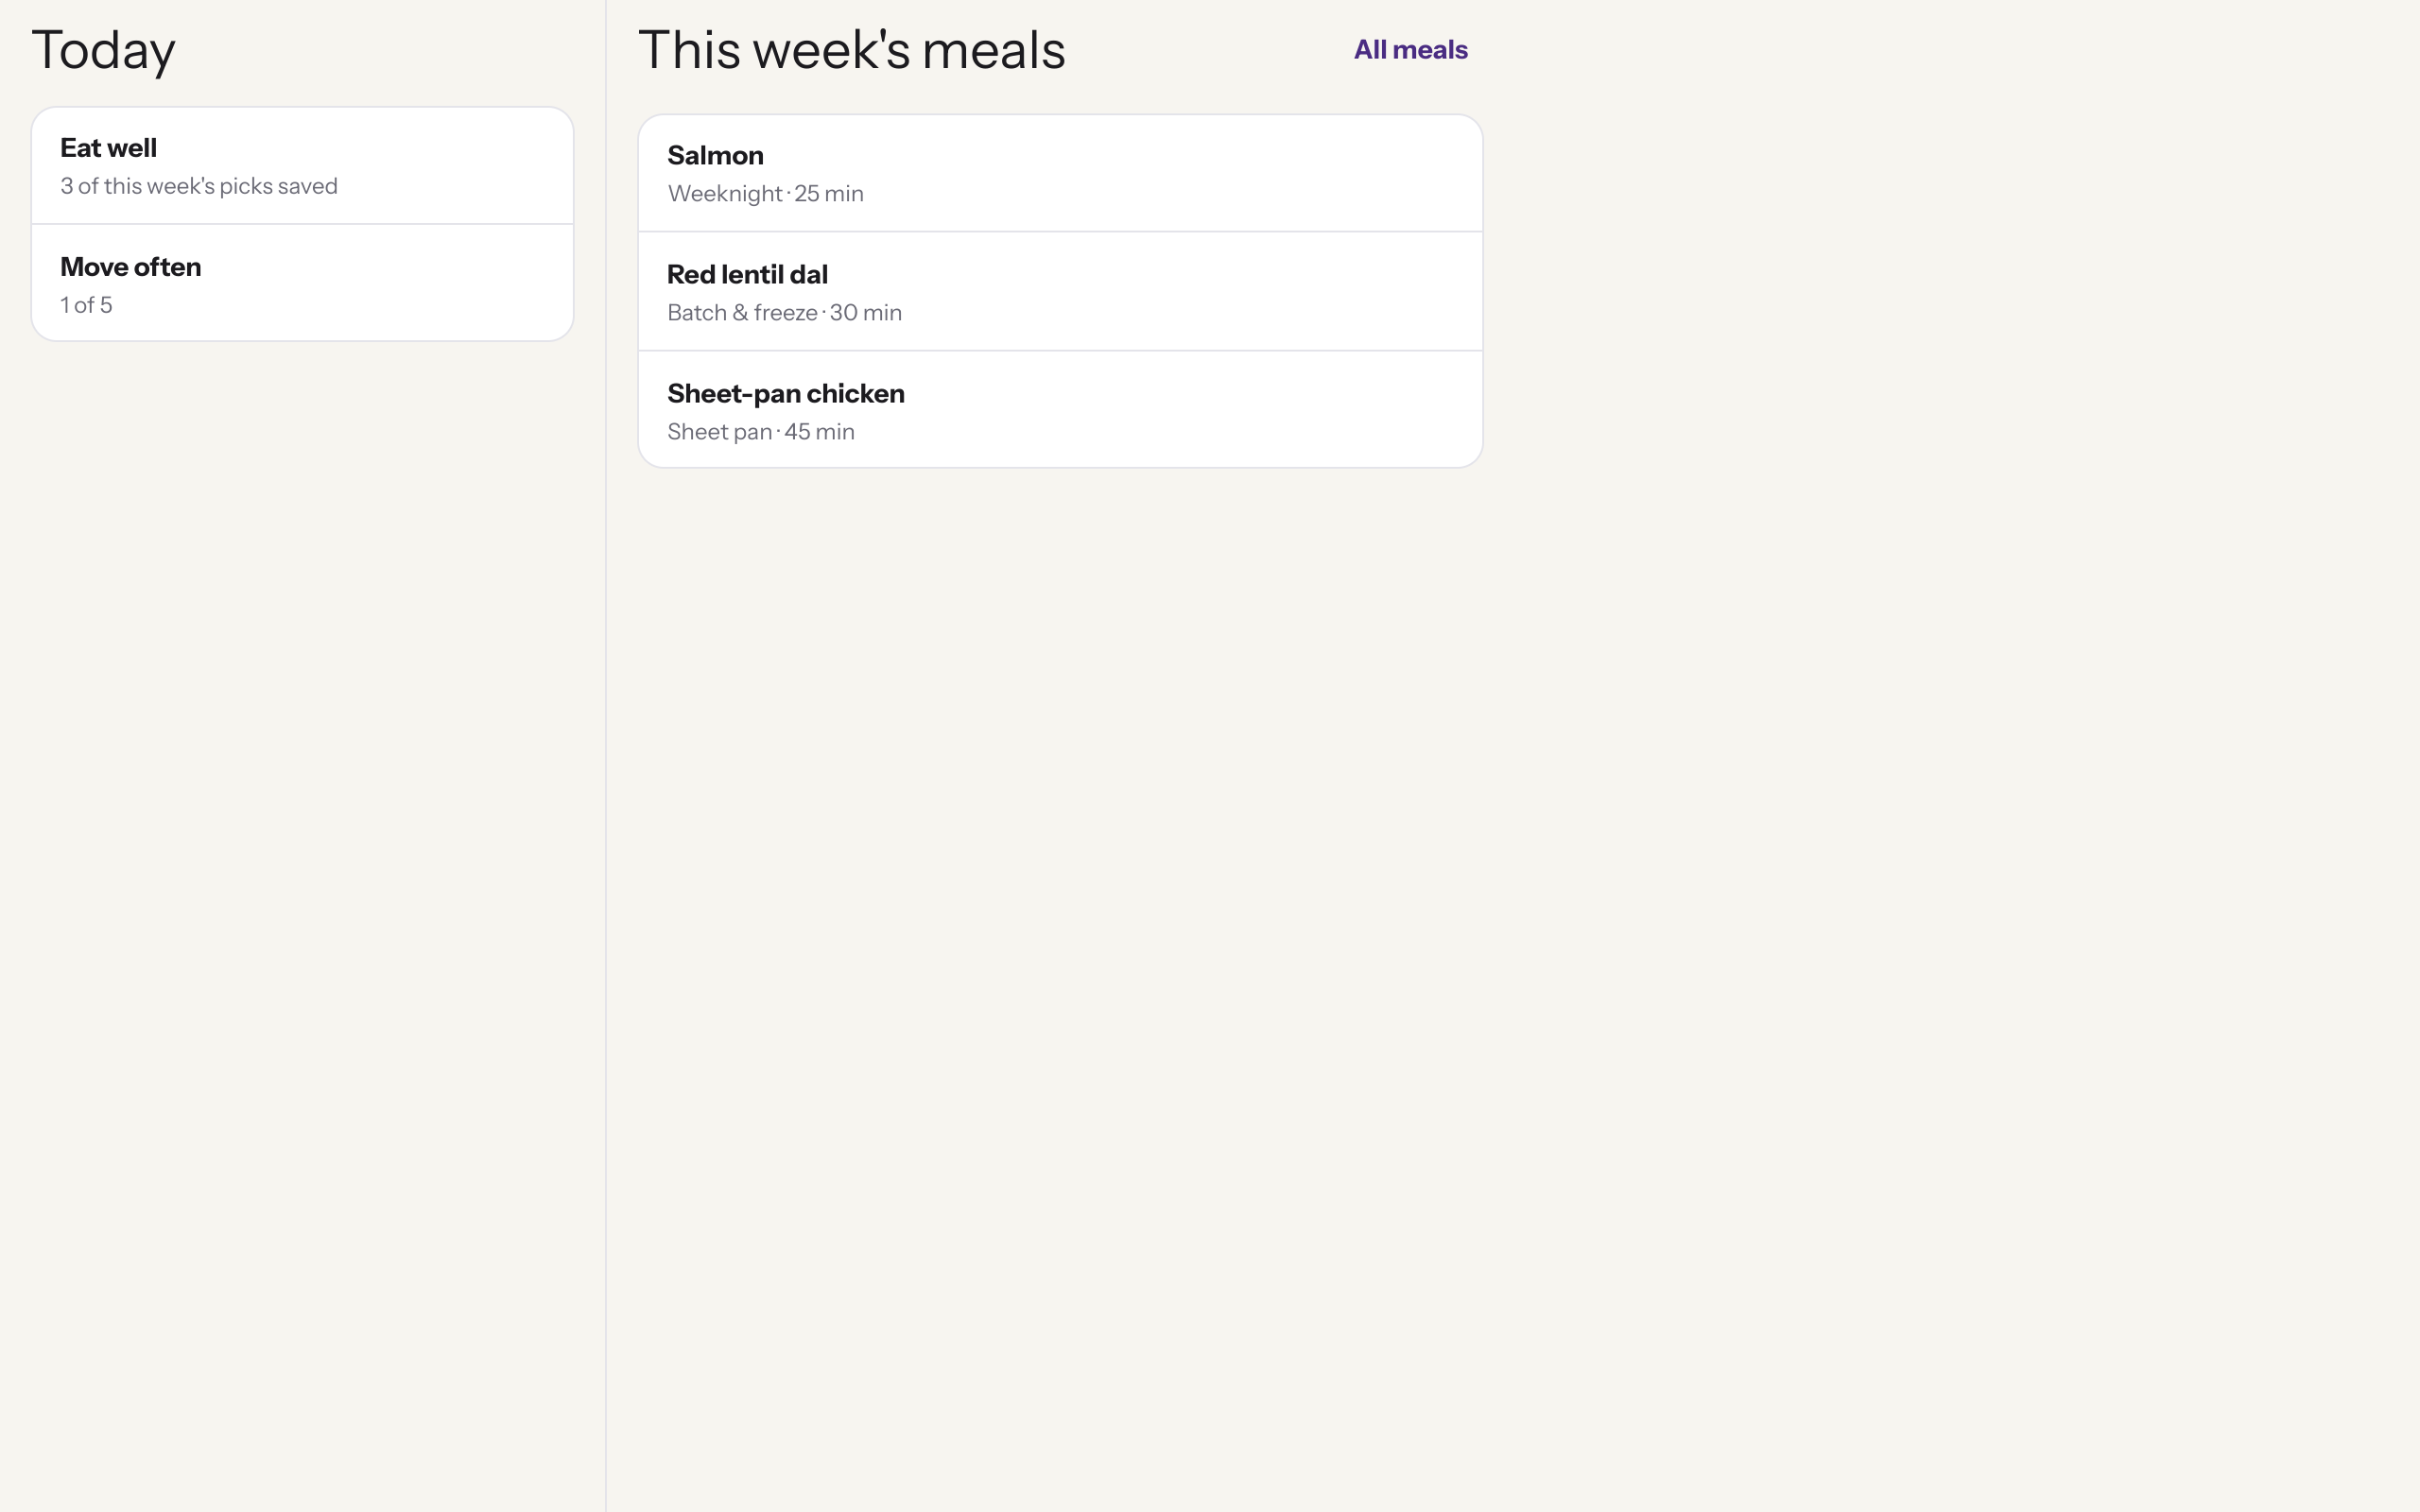 Today
Eat well
3 of this week's picks saved
Move often
1 of 5
This week's meals
All meals
Salmon
Weeknight · 25 min
Red lentil dal
Batch & freeze · 30 min
Sheet-pan chicken
Sheet pan · 45 min